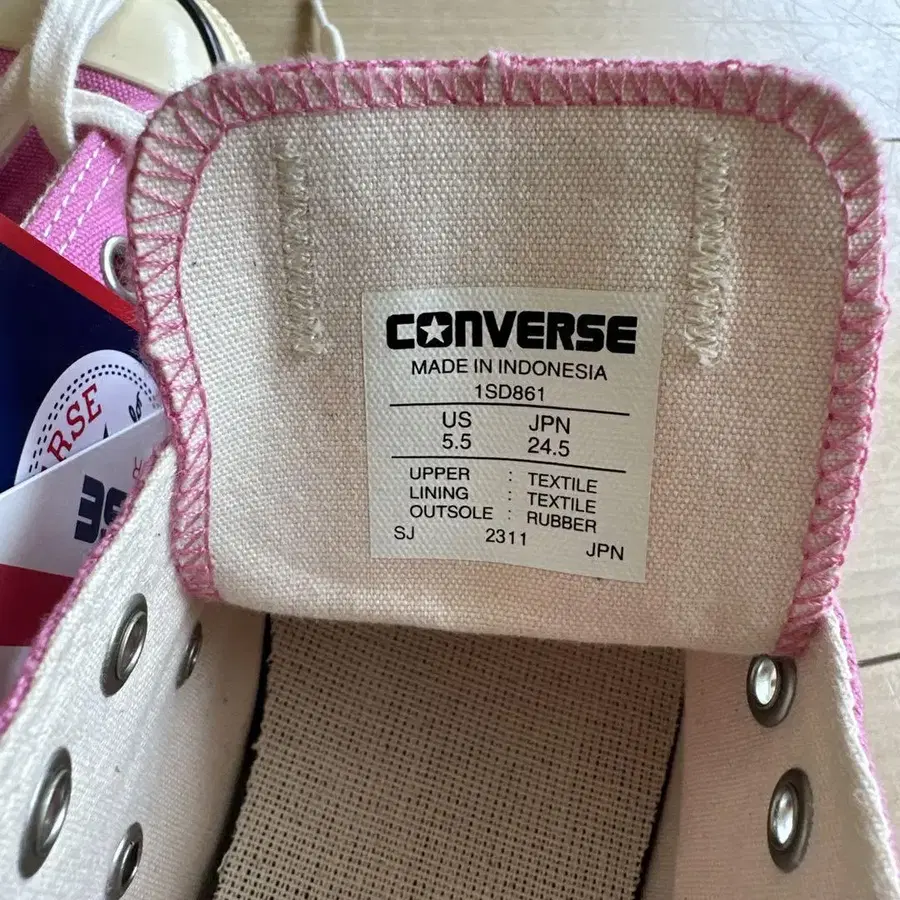 CONVERSE
MADE IN INDONESIA
1SD861
US JPN
5.5 24.5
UPPER : TEXTILE
LINING : TEXTILE
OUTSOLE : RUBBER
SJ 2311 JPN